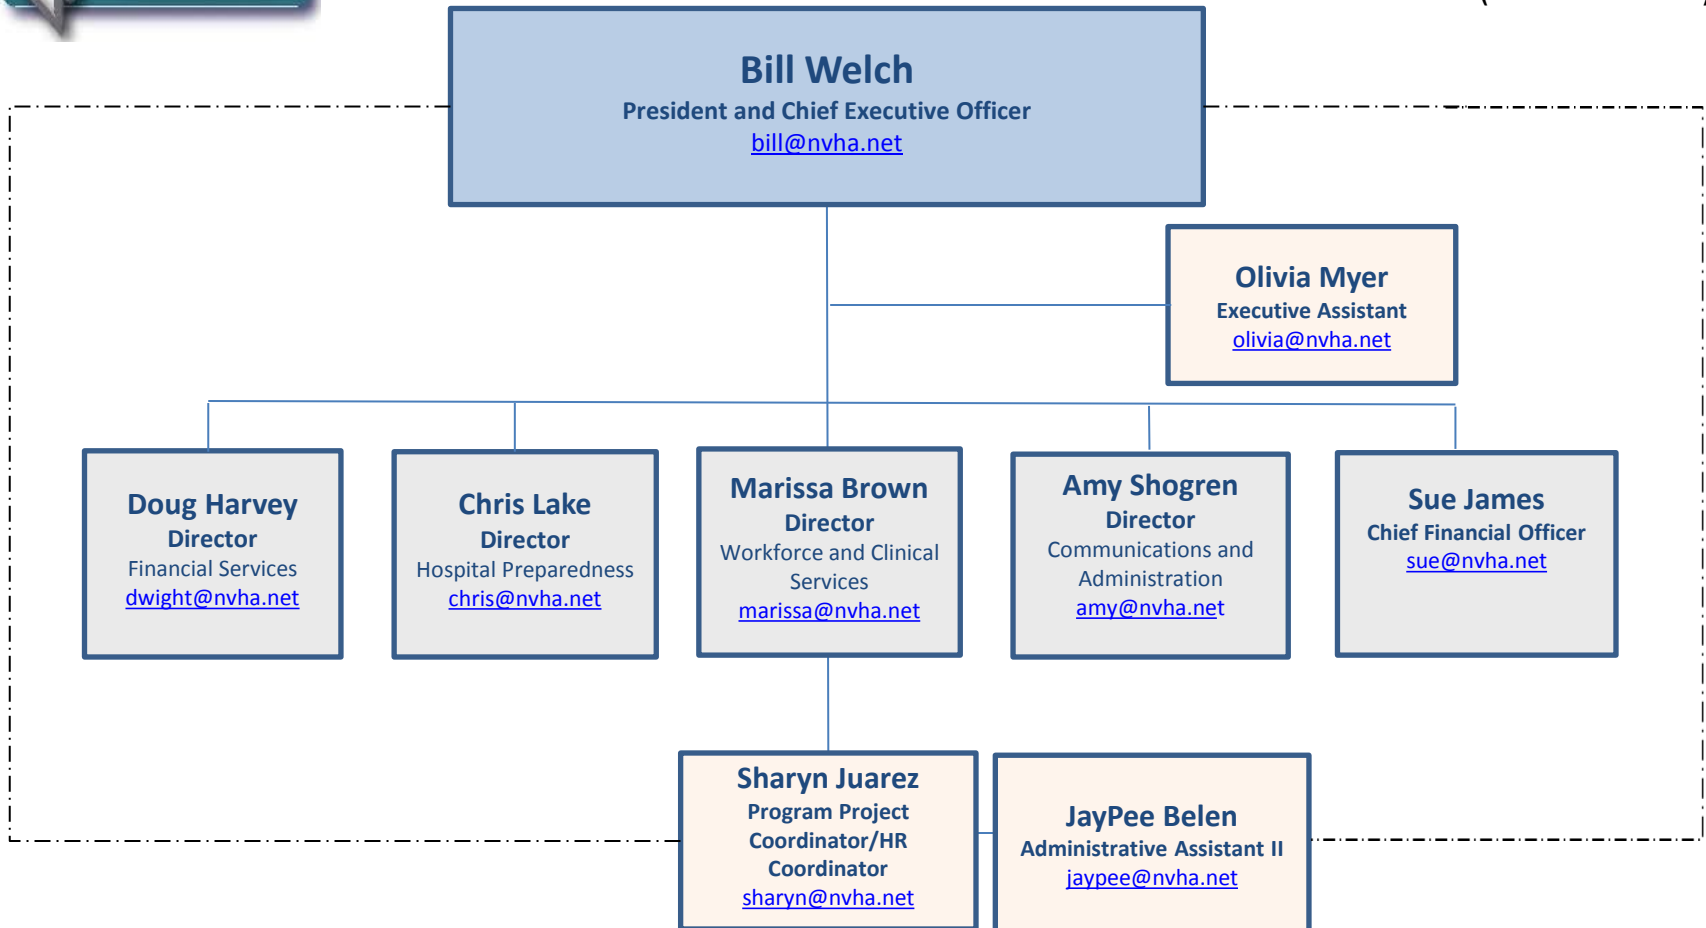 Bill Welch
President and Chief Executive Officer
bill@nvha.net
Olivia Myer
Executive Assistant
olivia@nvha.net
Doug Harvey
Director
Financial Services
dwight@nvha.net
Chris Lake
Director
Hospital Preparedness
chris@nvha.net
Marissa Brown
Director
Workforce and Clinical
Services
marissa@nvha.net
Amy Shogren
Director
Communications and
Administration
amy@nvha.net
Sue James
Chief Financial Officer
sue@nvha.net
Sharyn Juarez
Program Project
Coordinator/HR
Coordinator
sharyn@nvha.net
JayPee Belen
Administrative Assistant II
jaypee@nvha.net